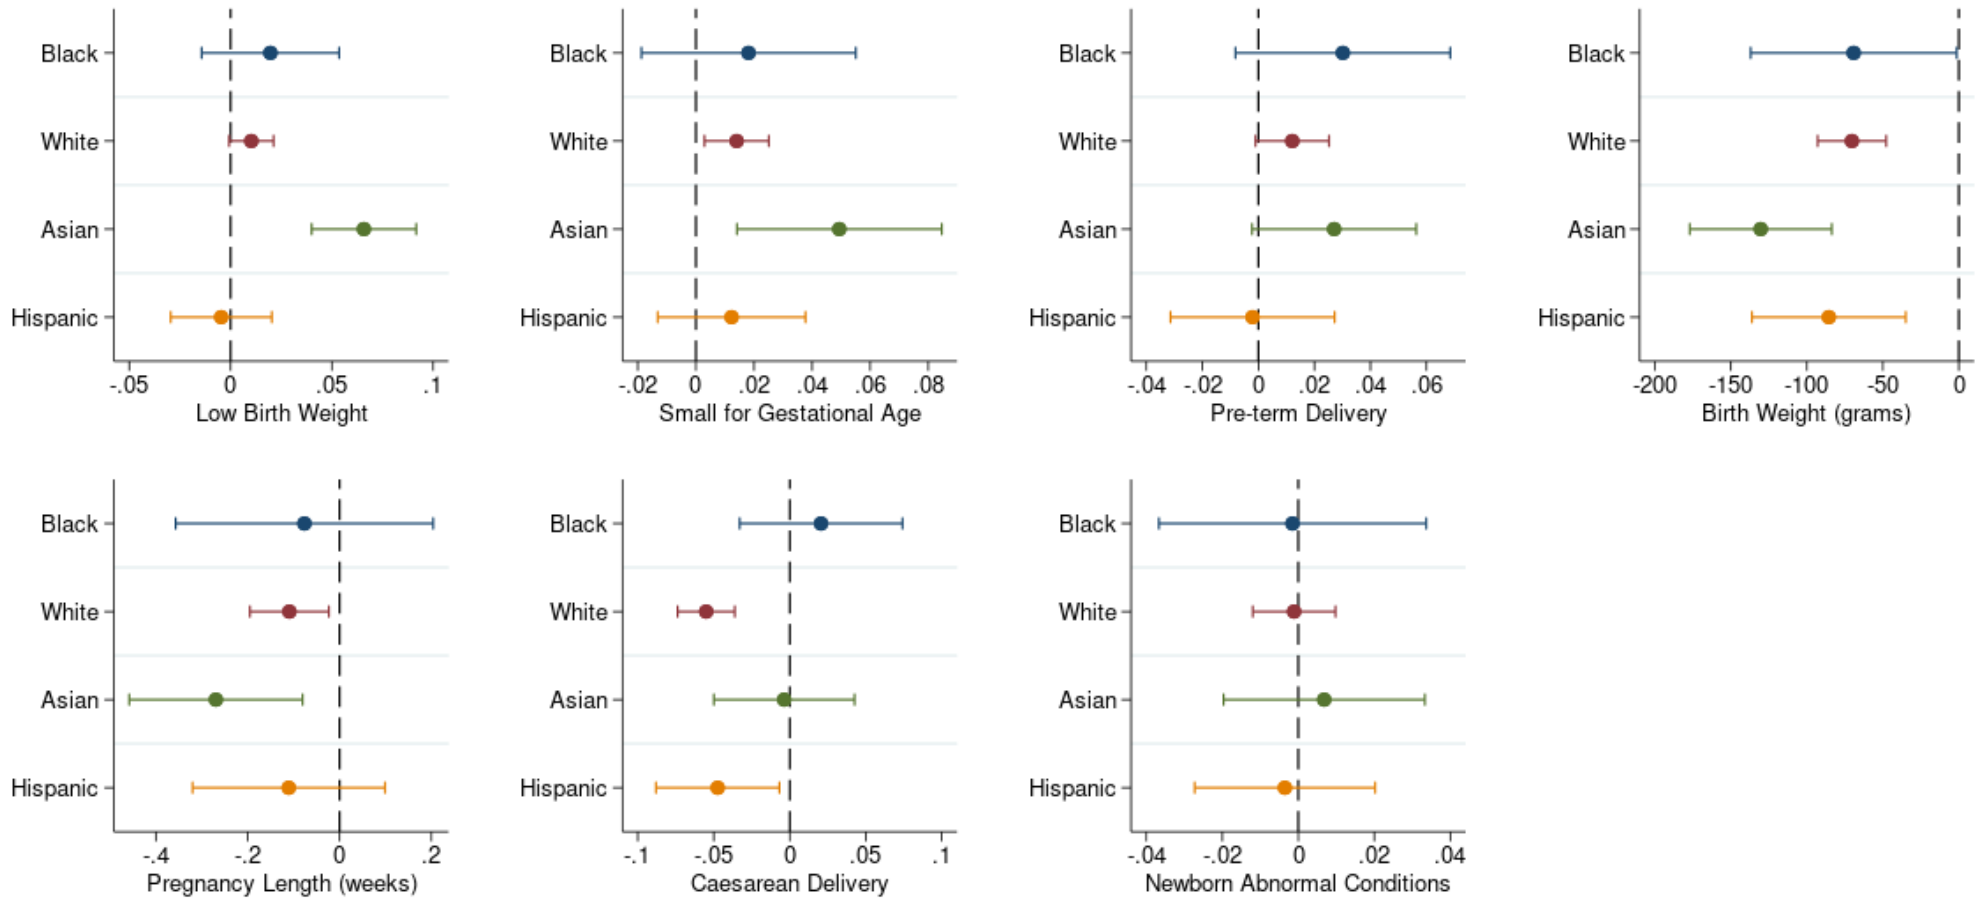 Black
White
Asian
Hispanic
-.05 0 .05 .1
Low Birth Weight
Black
White
Asian
Hispanic
-.02 0 .02 .04 .06 .08
Small for Gestational Age
Black
White
Asian
Hispanic
-.04 -.02 0 .02 .04 .06
Pre-term Delivery
Black
White
Asian
Hispanic
-200 -150 -100 -50 0
Birth Weight (grams)
Black
White
Asian
Hispanic
-.4 -.2 0 .2
Pregnancy Length (weeks)
Black
White
Asian
Hispanic
-.1 -.05 0 .05 .1
Caesarean Delivery
Black
White
Asian
Hispanic
-.04 -.02 0 .02 .04
Newborn Abnormal Conditions